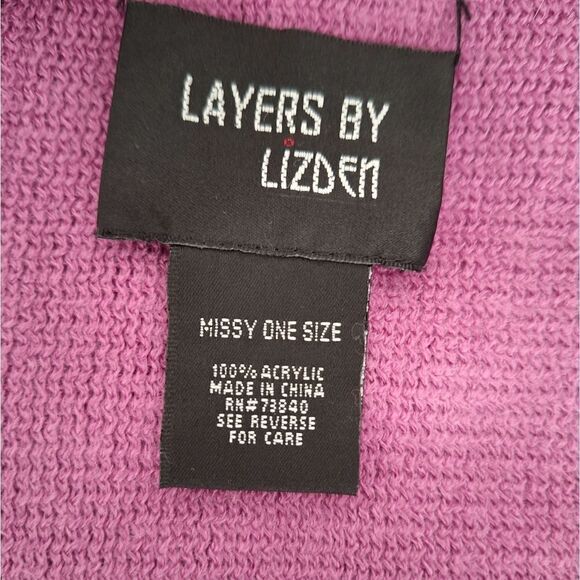 LAYERS BY
LIZDEN
MISSY ONE SIZE
100% ACRYLIC
MADE IN CHINA
RN#73840
SEE REVERSE
FOR CARE